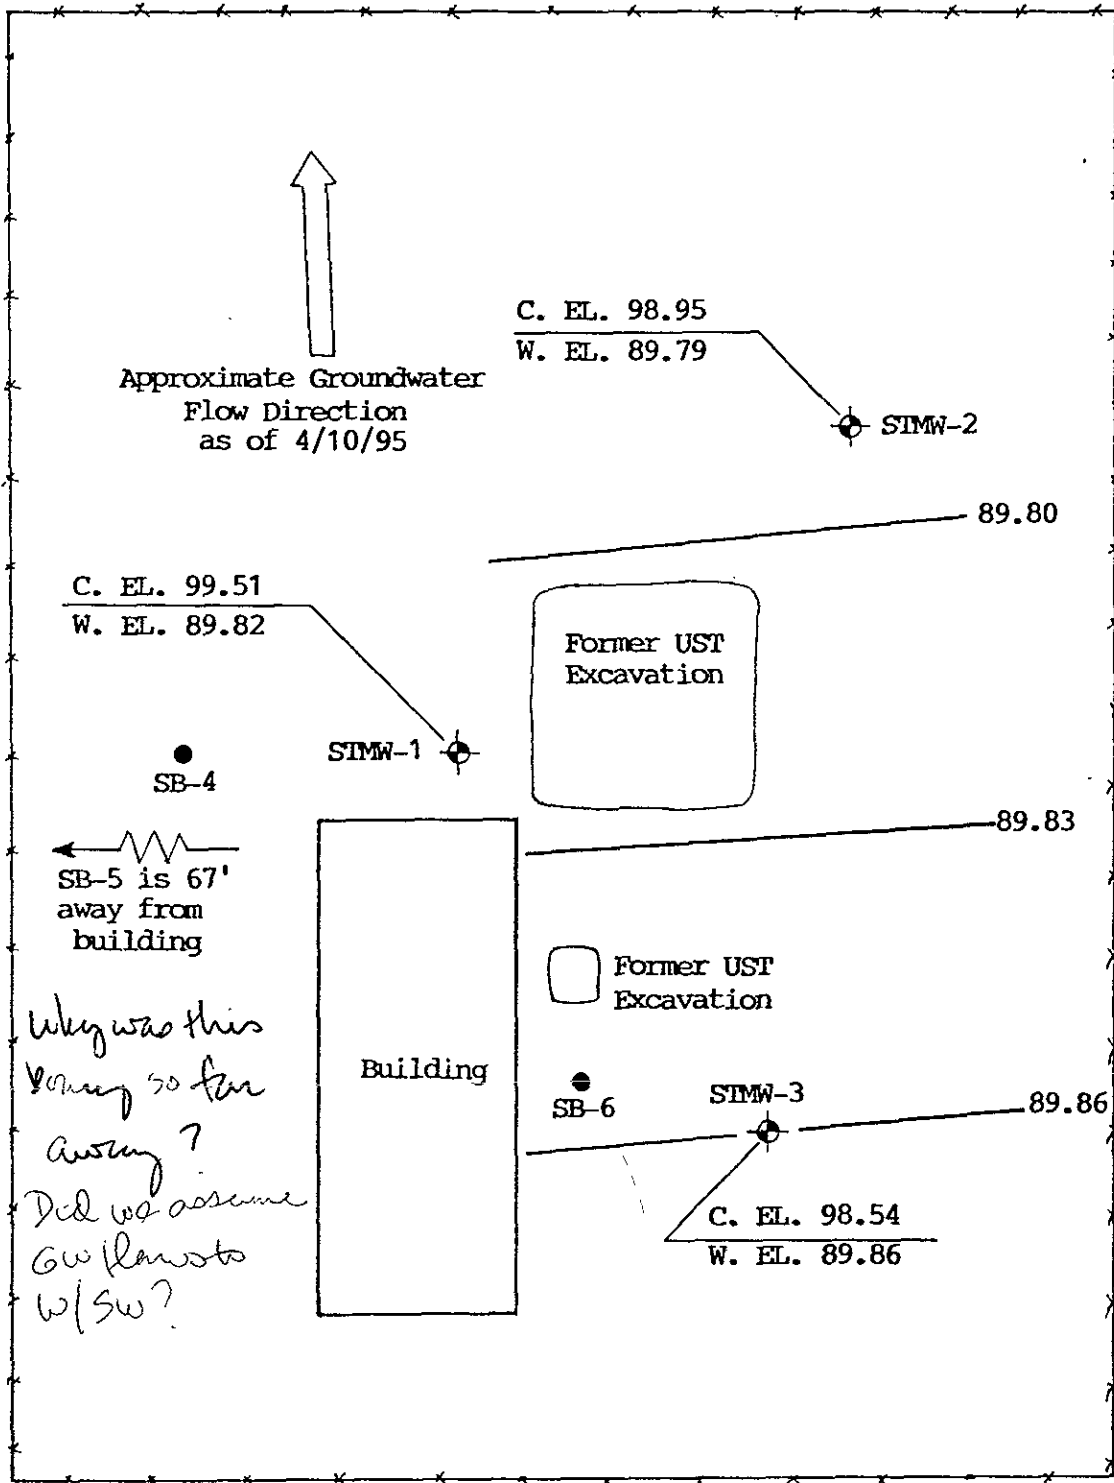 C. EL. 98.95
W. EL. 89.79
Approximate Groundwater
Flow Direction
as of 4/10/95
STMW-2
89.80
C. EL. 99.51
W. EL. 89.82
Former UST
Excavation
STMW-1
SB-4
89.83
SB-5 is 67'
away from
building
Former UST
Excavation
Why was this
boring so far
away?
Did we assume
GW flows to
W/SW?
Building
SB-6
STMW-3
89.86
C. EL. 98.54
W. EL. 89.86